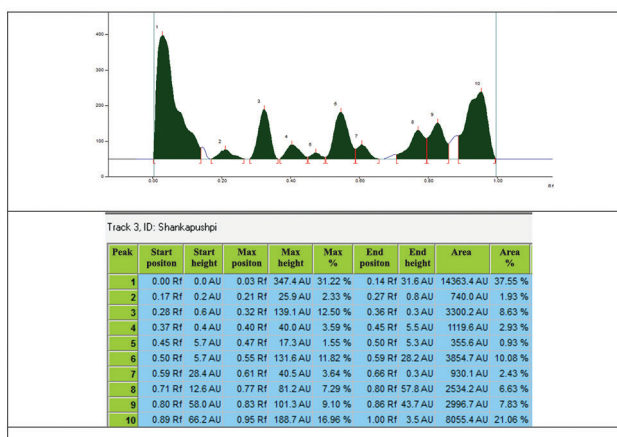 400
300
200
100
0
1
2
3
4
5
6
7
8
9
10
0.00 0.20 0.40 0.60 0.80 1.00
Rf
Track 3, ID: Shankapushpi
Peak Start positon Start height Max positon Max height Max % End positon End height Area Area %
1 0.00 Rf 0.0 AU 0.03 Rf 347.4 AU 31.22 % 0.14 Rf 31.6 AU 14363.4 AU 37.55 %
2 0.17 Rf 0.2 AU 0.21 Rf 25.9 AU 2.33 % 0.27 Rf 0.8 AU 740.0 AU 1.93 %
3 0.28 Rf 0.6 AU 0.32 Rf 139.1 AU 12.50 % 0.36 Rf 0.3 AU 3300.2 AU 8.63 %
4 0.37 Rf 0.4 AU 0.40 Rf 40.0 AU 3.59 % 0.45 Rf 5.5 AU 1119.6 AU 2.93 %
5 0.45 Rf 5.7 AU 0.47 Rf 17.3 AU 1.55 % 0.50 Rf 5.3 AU 355.6 AU 0.93 %
6 0.50 Rf 5.7 AU 0.55 Rf 131.6 AU 11.82 % 0.59 Rf 28.2 AU 3854.7 AU 10.08 %
7 0.59 Rf 28.4 AU 0.61 Rf 40.5 AU 3.64 % 0.66 Rf 0.3 AU 930.1 AU 2.43 %
8 0.71 Rf 12.6 AU 0.77 Rf 81.2 AU 7.29 % 0.80 Rf 57.8 AU 2534.2 AU 6.63 %
9 0.80 Rf 58.0 AU 0.83 Rf 101.3 AU 9.10 % 0.86 Rf 43.7 AU 2996.7 AU 7.83 %
10 0.89 Rf 66.2 AU 0.95 Rf 188.7 AU 16.96 % 1.00 Rf 3.5 AU 8055.4 AU 21.06 %